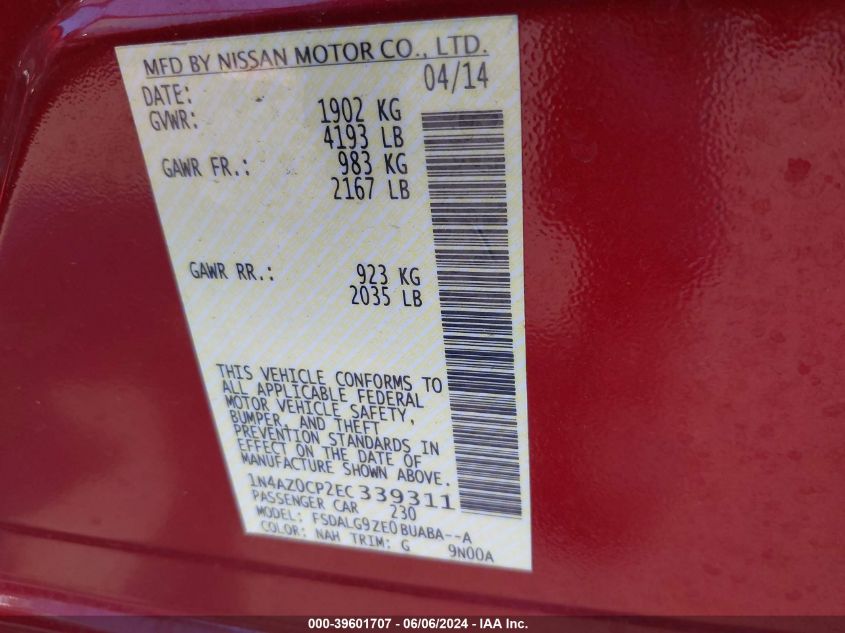 MFD BY NISSAN MOTOR CO., LTD.
DATE: 04/14
GVWR: 1902 KG
4193 LB
GAWR FR.: 983 KG
2167 LB
GAWR RR.: 923 KG
2035 LB
THIS VEHICLE CONFORMS TO
ALL APPLICABLE FEDERAL
MOTOR VEHICLE SAFETY,
BUMPER, AND THEFT
PREVENTION STANDARDS IN
EFFECT ON THE DATE OF
MANUFACTURE SHOWN ABOVE.
1N4AZ0CP2EC339311
PASSENGER CAR 230
MODEL: FSDALG9ZE0BUABA--A
COLOR: NAH TRIM: G 9N00A
000-39601707 - 06/06/2024 - IAA Inc.